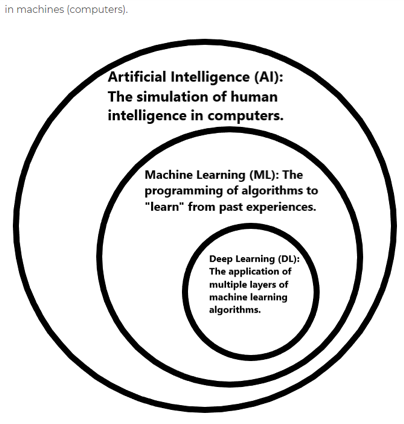 in machines (computers).
Artificial Intelligence (AI):
The simulation of human
intelligence in computers.
Machine Learning (ML): The
programming of algorithms to
"learn" from past experiences.
Deep Learning (DL):
The application of
multiple layers of
machine learning
algorithms.